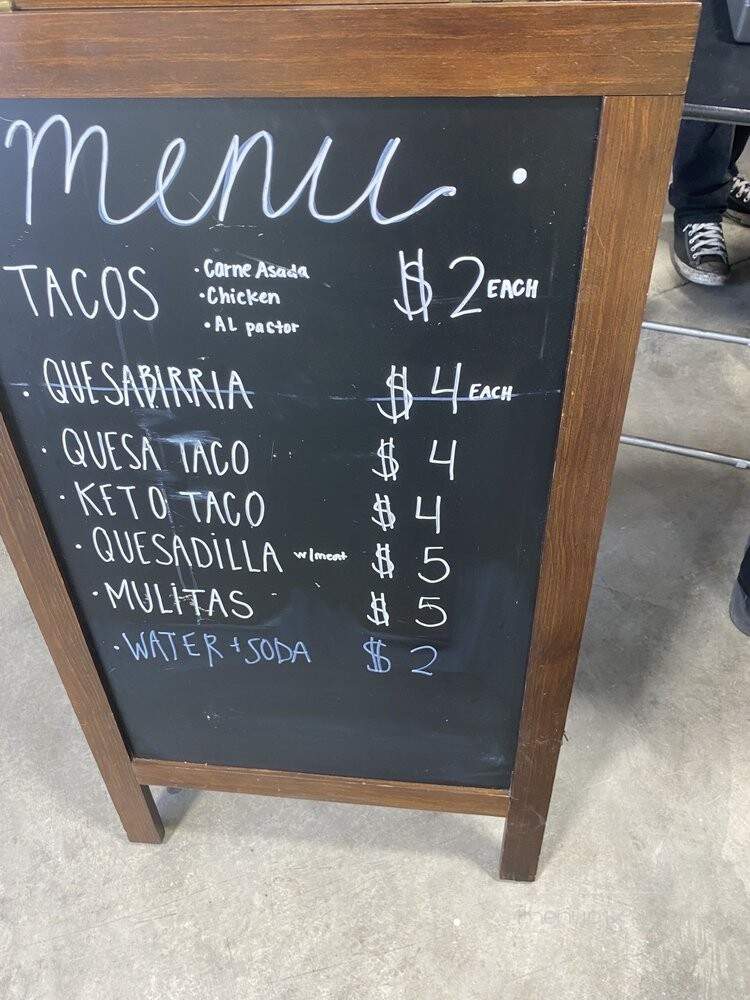 menu
TACOS
• Carne Asada
• Chicken
• AL pastor
$2 EACH
• QUESABIRRIA $4 EACH
• QUESA TACO $4
• KETO TACO $4
• QUESADILLA w/meat $5
• MULITAS $5
• WATER + SODA $2